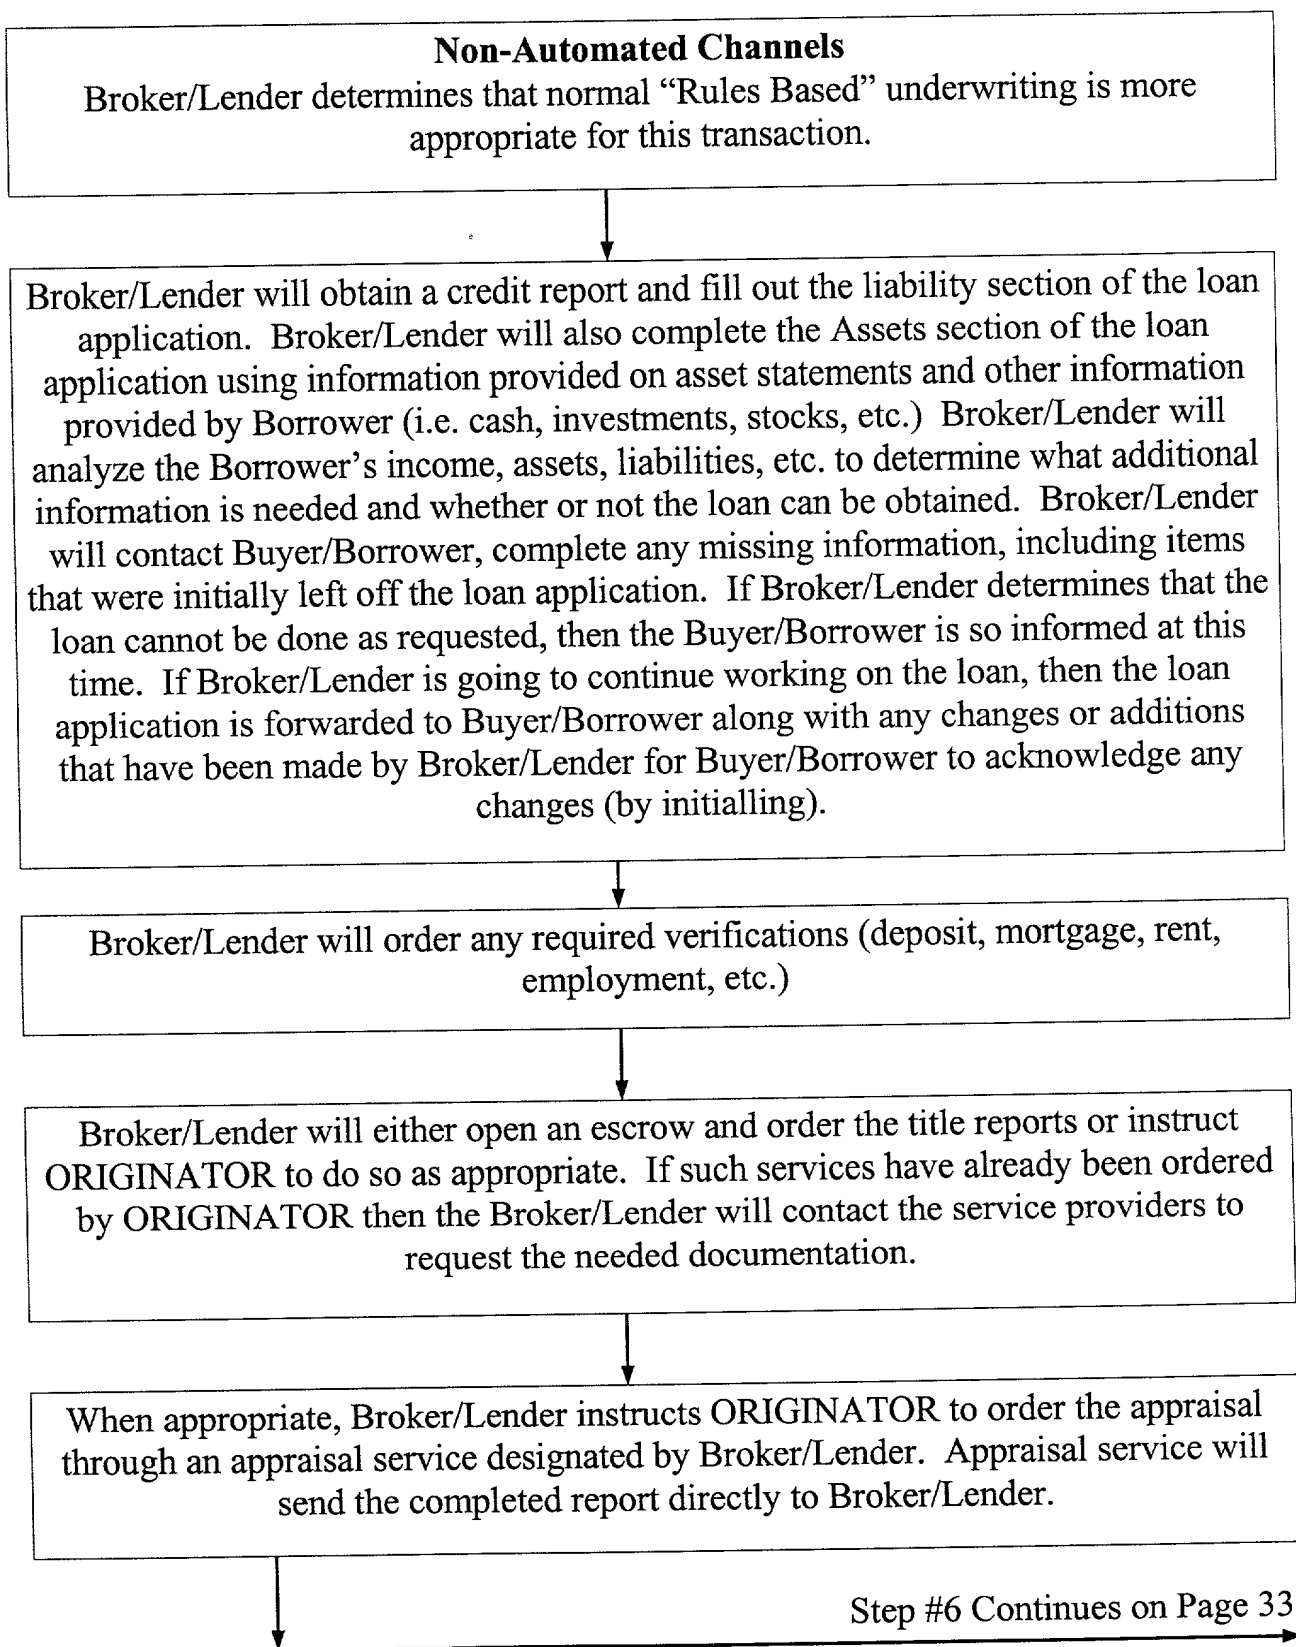 Non-Automated Channels
Broker/Lender determines that normal “Rules Based” underwriting is more
appropriate for this transaction.
Broker/Lender will obtain a credit report and fill out the liability section of the loan
application.  Broker/Lender will also complete the Assets section of the loan
application using information provided on asset statements and other information
provided by Borrower (i.e. cash, investments, stocks, etc.)  Broker/Lender will
analyze the Borrower’s income, assets, liabilities, etc. to determine what additional
information is needed and whether or not the loan can be obtained.  Broker/Lender
will contact Buyer/Borrower, complete any missing information, including items
that were initially left off the loan application.  If Broker/Lender determines that the
loan cannot be done as requested, then the Buyer/Borrower is so informed at this
time.  If Broker/Lender is going to continue working on the loan, then the loan
application is forwarded to Buyer/Borrower along with any changes or additions
that have been made by Broker/Lender for Buyer/Borrower to acknowledge any
changes (by initialling).
Broker/Lender will order any required verifications (deposit, mortgage, rent,
employment, etc.)
Broker/Lender will either open an escrow and order the title reports or instruct
ORIGINATOR to do so as appropriate.  If such services have already been ordered
by ORIGINATOR then the Broker/Lender will contact the service providers to
request the needed documentation.
When appropriate, Broker/Lender instructs ORIGINATOR to order the appraisal
through an appraisal service designated by Broker/Lender.  Appraisal service will
send the completed report directly to Broker/Lender.
Step #6 Continues on Page 33